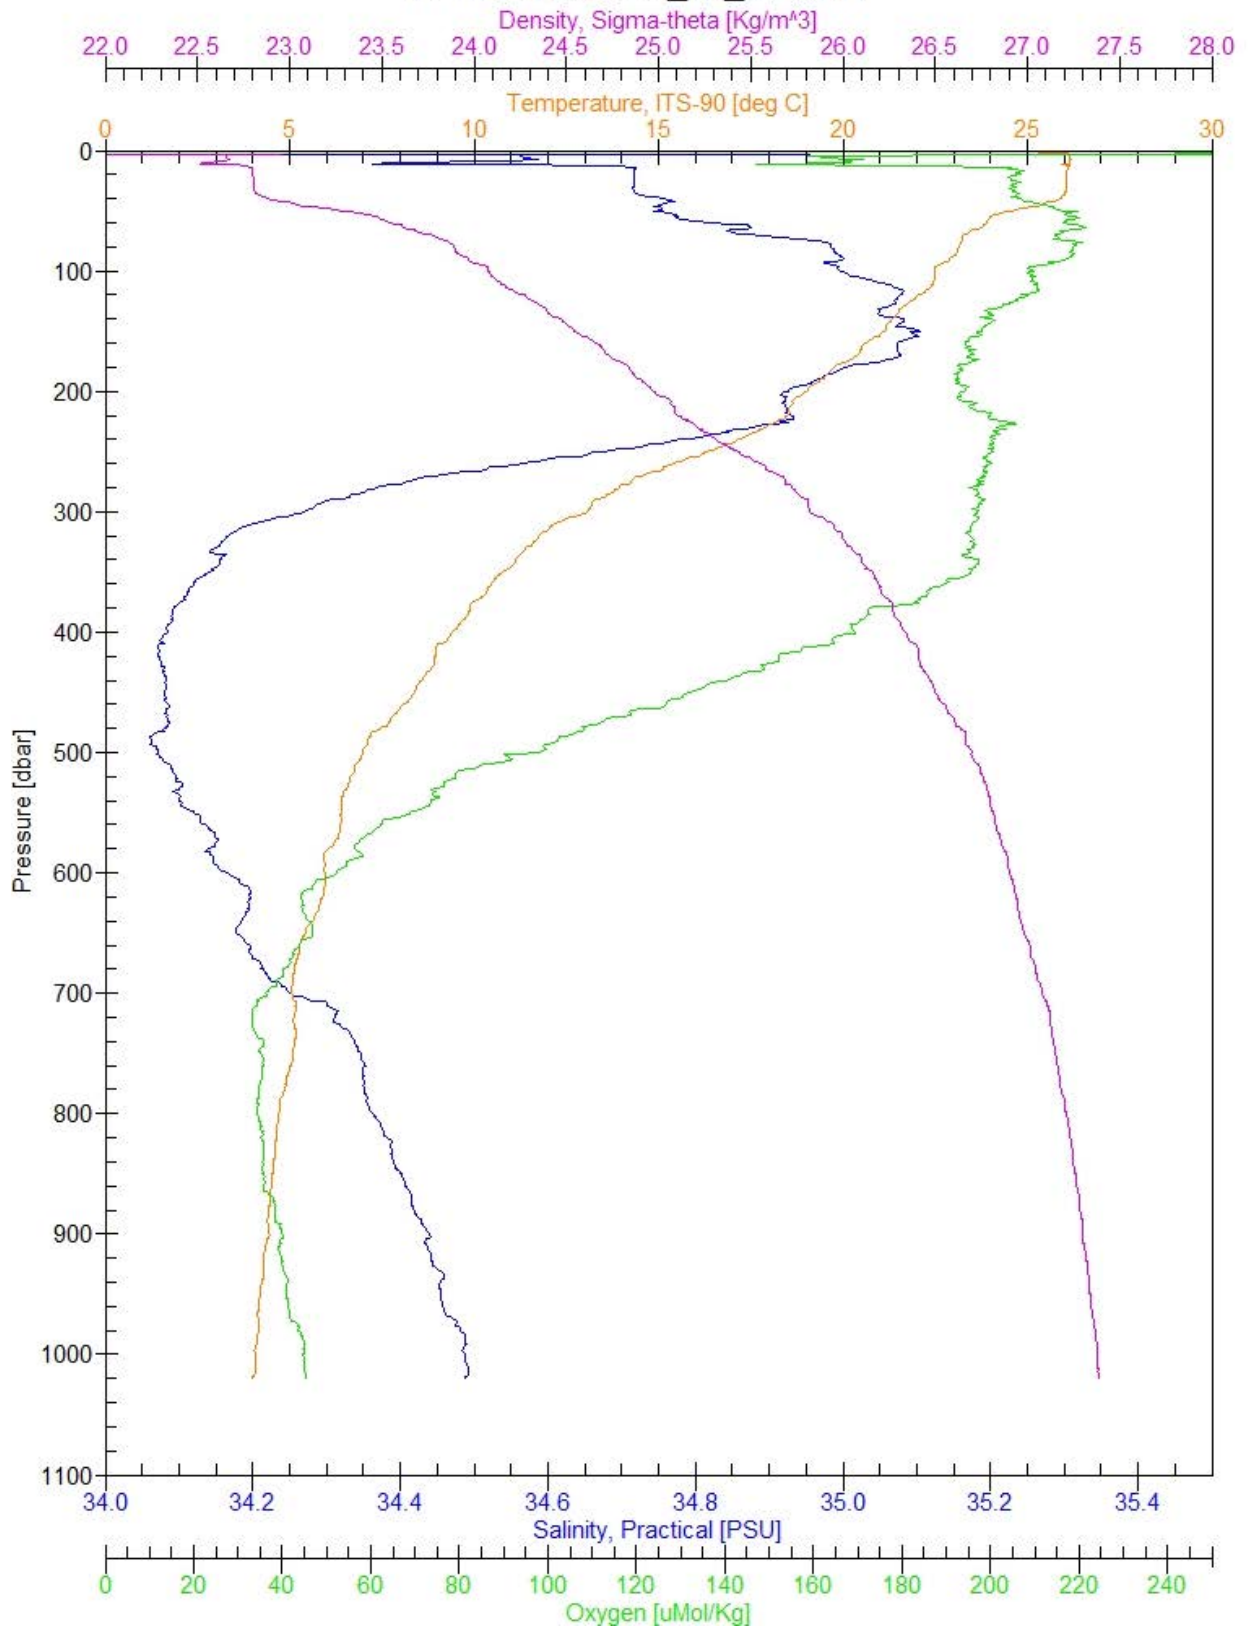 Density, Sigma-theta [Kg/m^3]
22.0 22.5 23.0 23.5 24.0 24.5 25.0 25.5 26.0 26.5 27.0 27.5 28.0
Temperature, ITS-90 [deg C]
0 5 10 15 20 25 30
0
100
200
300
400
500
600
700
800
900
1000
1100
Pressure [dbar]
34.0 34.2 34.4 34.6 34.8 35.0 35.2 35.4
Salinity, Practical [PSU]
0 20 40 60 80 100 120 140 160 180 200 220 240
Oxygen [uMol/Kg]